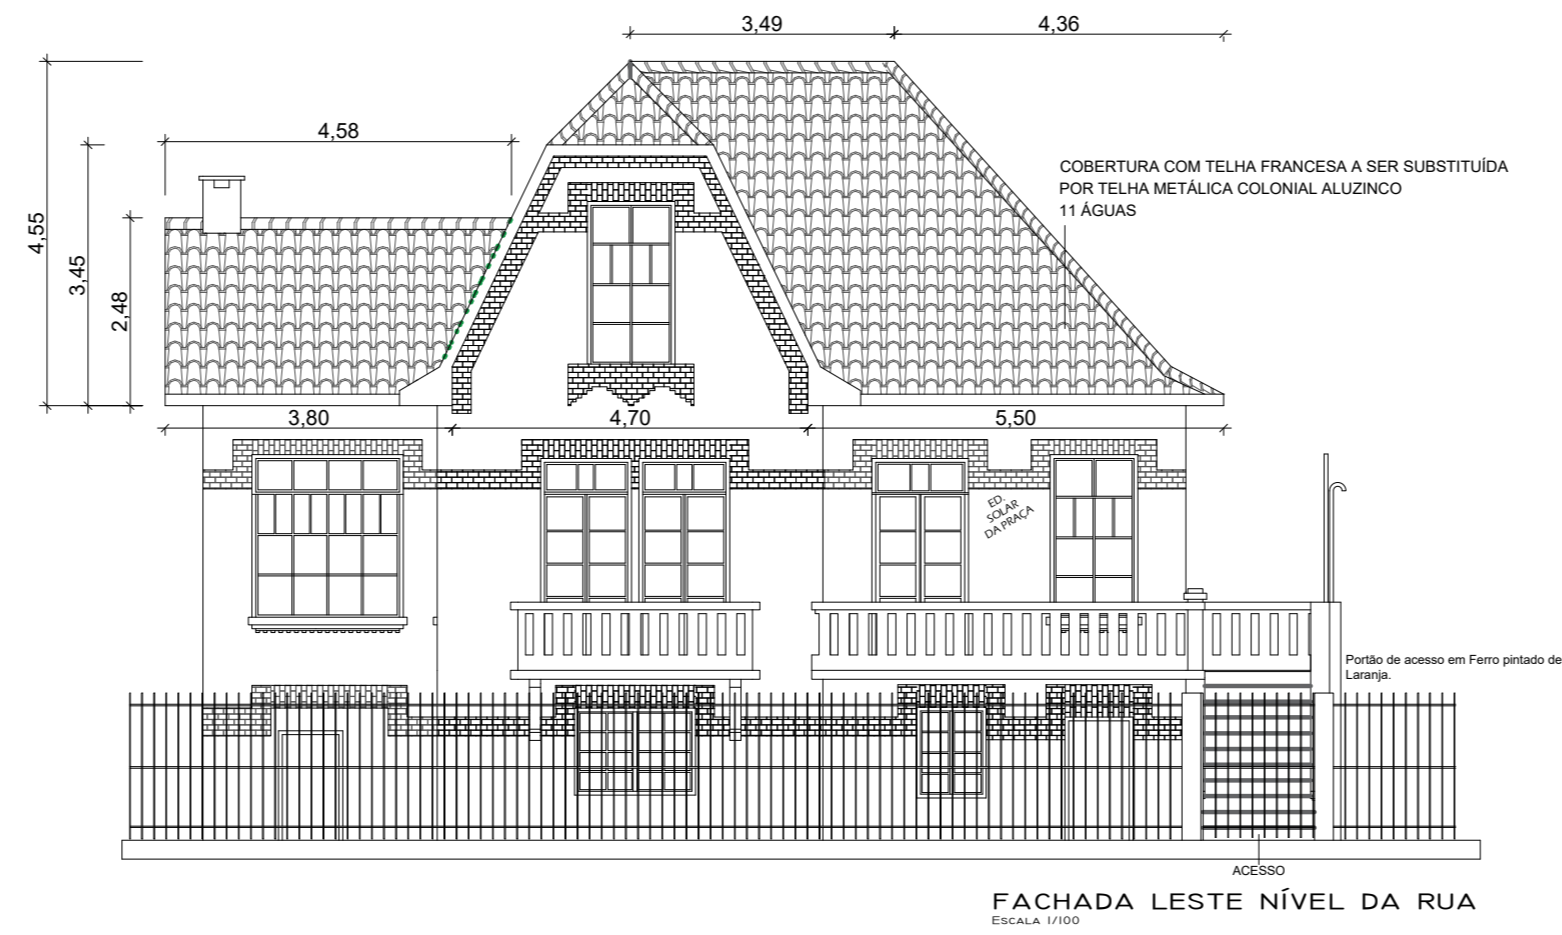 3,49
4,36
4,58
COBERTURA COM TELHA FRANCESA A SER SUBSTITUÍDA
POR TELHA METÁLICA COLONIAL ALUZINCO
11 ÁGUAS
4,55
3,45
2,48
3,80
4,70
5,50
ED.
SOLAR
DA PRAÇA
Portão de acesso em Ferro pintado de
Laranja.
ACESSO
FACHADA LESTE NÍVEL DA RUA
ESCALA 1/100